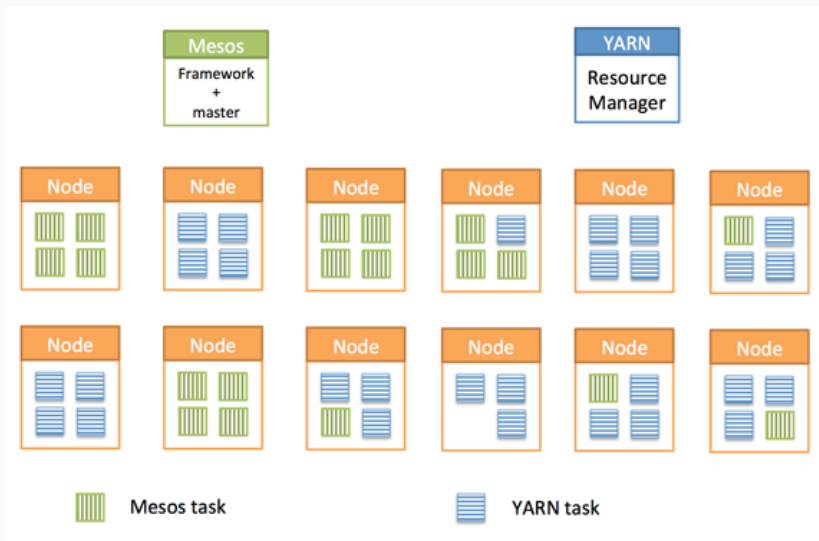 Mesos
Framework
+
master
YARN
Resource
Manager
Node
Node
Node
Node
Node
Node
Node
Node
Node
Node
Node
Node
Mesos task
YARN task